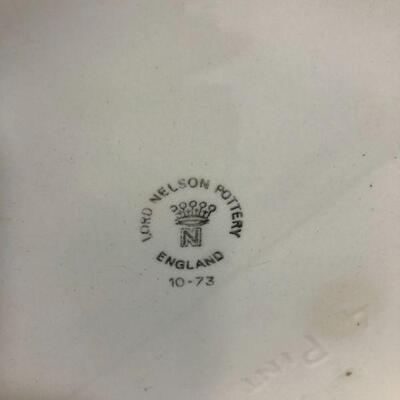 LORD NELSON POTTERY
N
ENGLAND
10-73